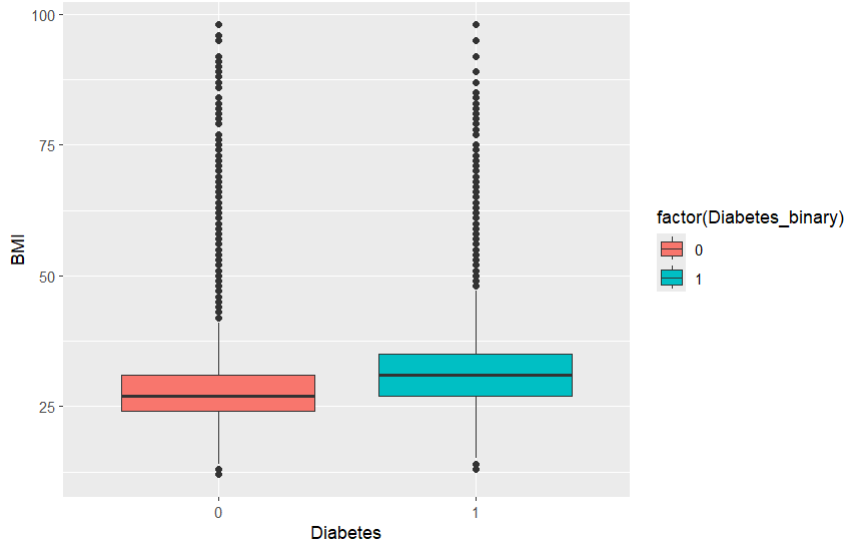 100
75
50
25
BMI
0
1
Diabetes
factor(Diabetes_binary)
0
1